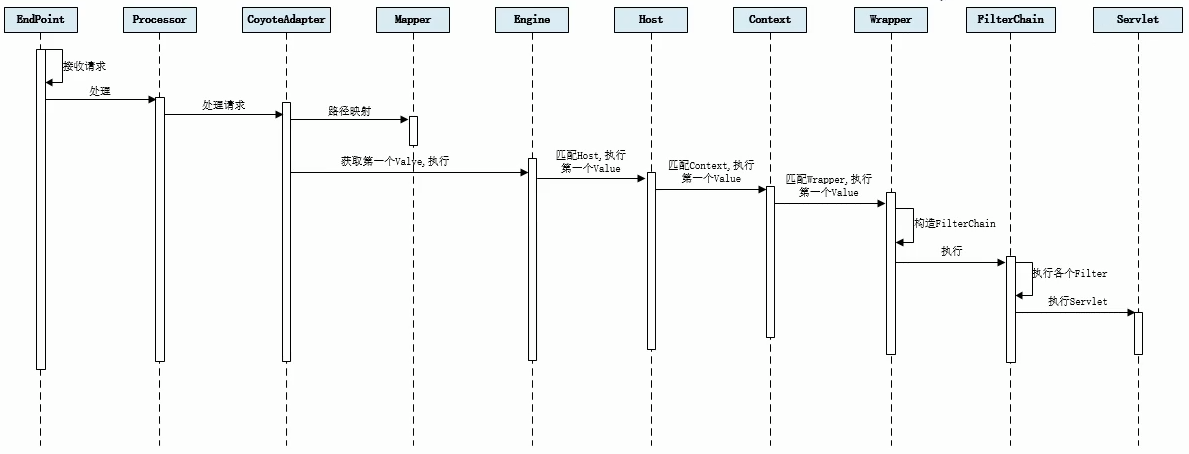 EndPoint
Processor
CoyoteAdapter
Mapper
Engine
Host
Context
Wrapper
FilterChain
Servlet
接收请求
处理
处理请求
路径映射
获取第一个Valve,执行
匹配Host,执行
第一个Value
匹配Context,执行
第一个Value
匹配Wrapper,执行
第一个Value
构造FilterChain
执行
执行各个Filter
执行Servlet